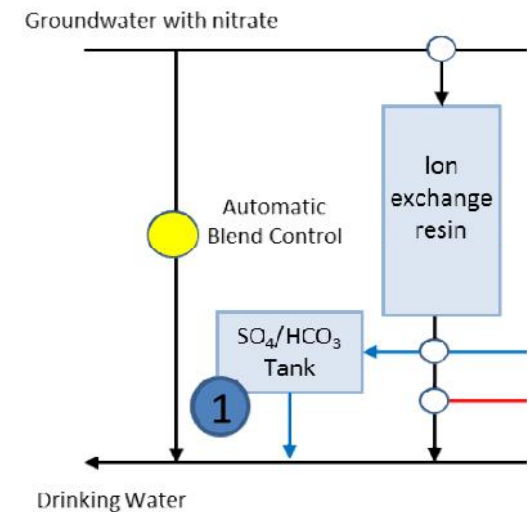 Groundwater with nitrate
Ion
exchange
resin
Automatic
Blend Control
SO₄/HCO₃
Tank
1
Drinking Water